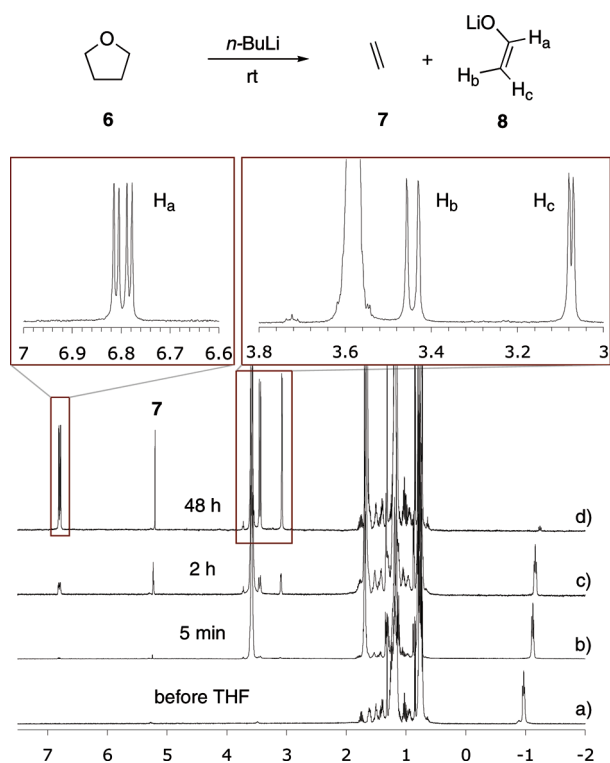 O
n-BuLi
rt
+
LiO
Ha
Hb
Hc
6
7
8
Ha
Hb
Hc
7 6.9 6.8 6.7 6.6
3.8 3.6 3.4 3.2 3
7
48 h
d)
2 h
c)
5 min
b)
before THF
a)
7 6 5 4 3 2 1 0 -1 -2